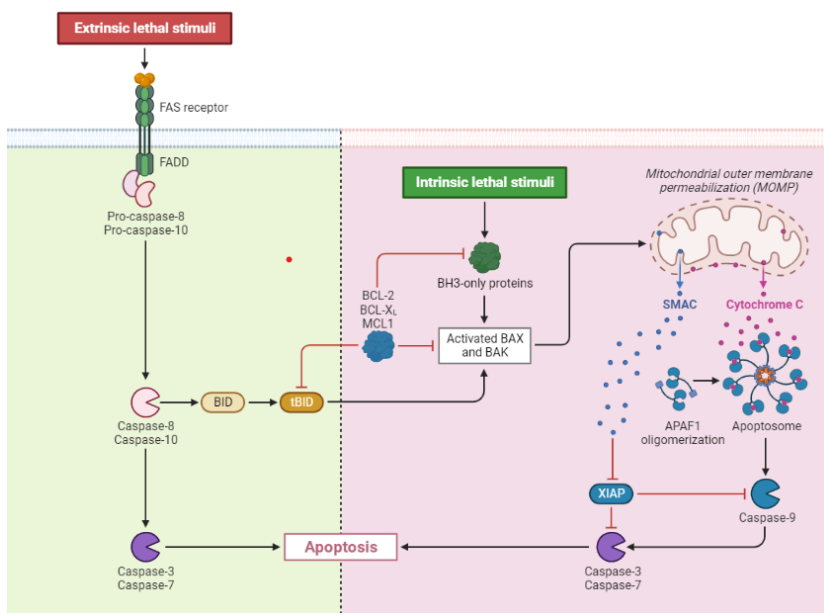 Extrinsic lethal stimuli
FAS receptor
FADD
Pro-caspase-8
Pro-caspase-10
Caspase-8
Caspase-10
BID
tBID
Caspase-3
Caspase-7
Apoptosis
Intrinsic lethal stimuli
BH3-only proteins
BCL-2
BCL-XL
MCL1
Activated BAX
and BAK
Mitochondrial outer membrane
permeabilization (MOMP)
SMAC
Cytochrome C
APAF1
oligomerization
Apoptosome
XIAP
Caspase-9
Caspase-3
Caspase-7